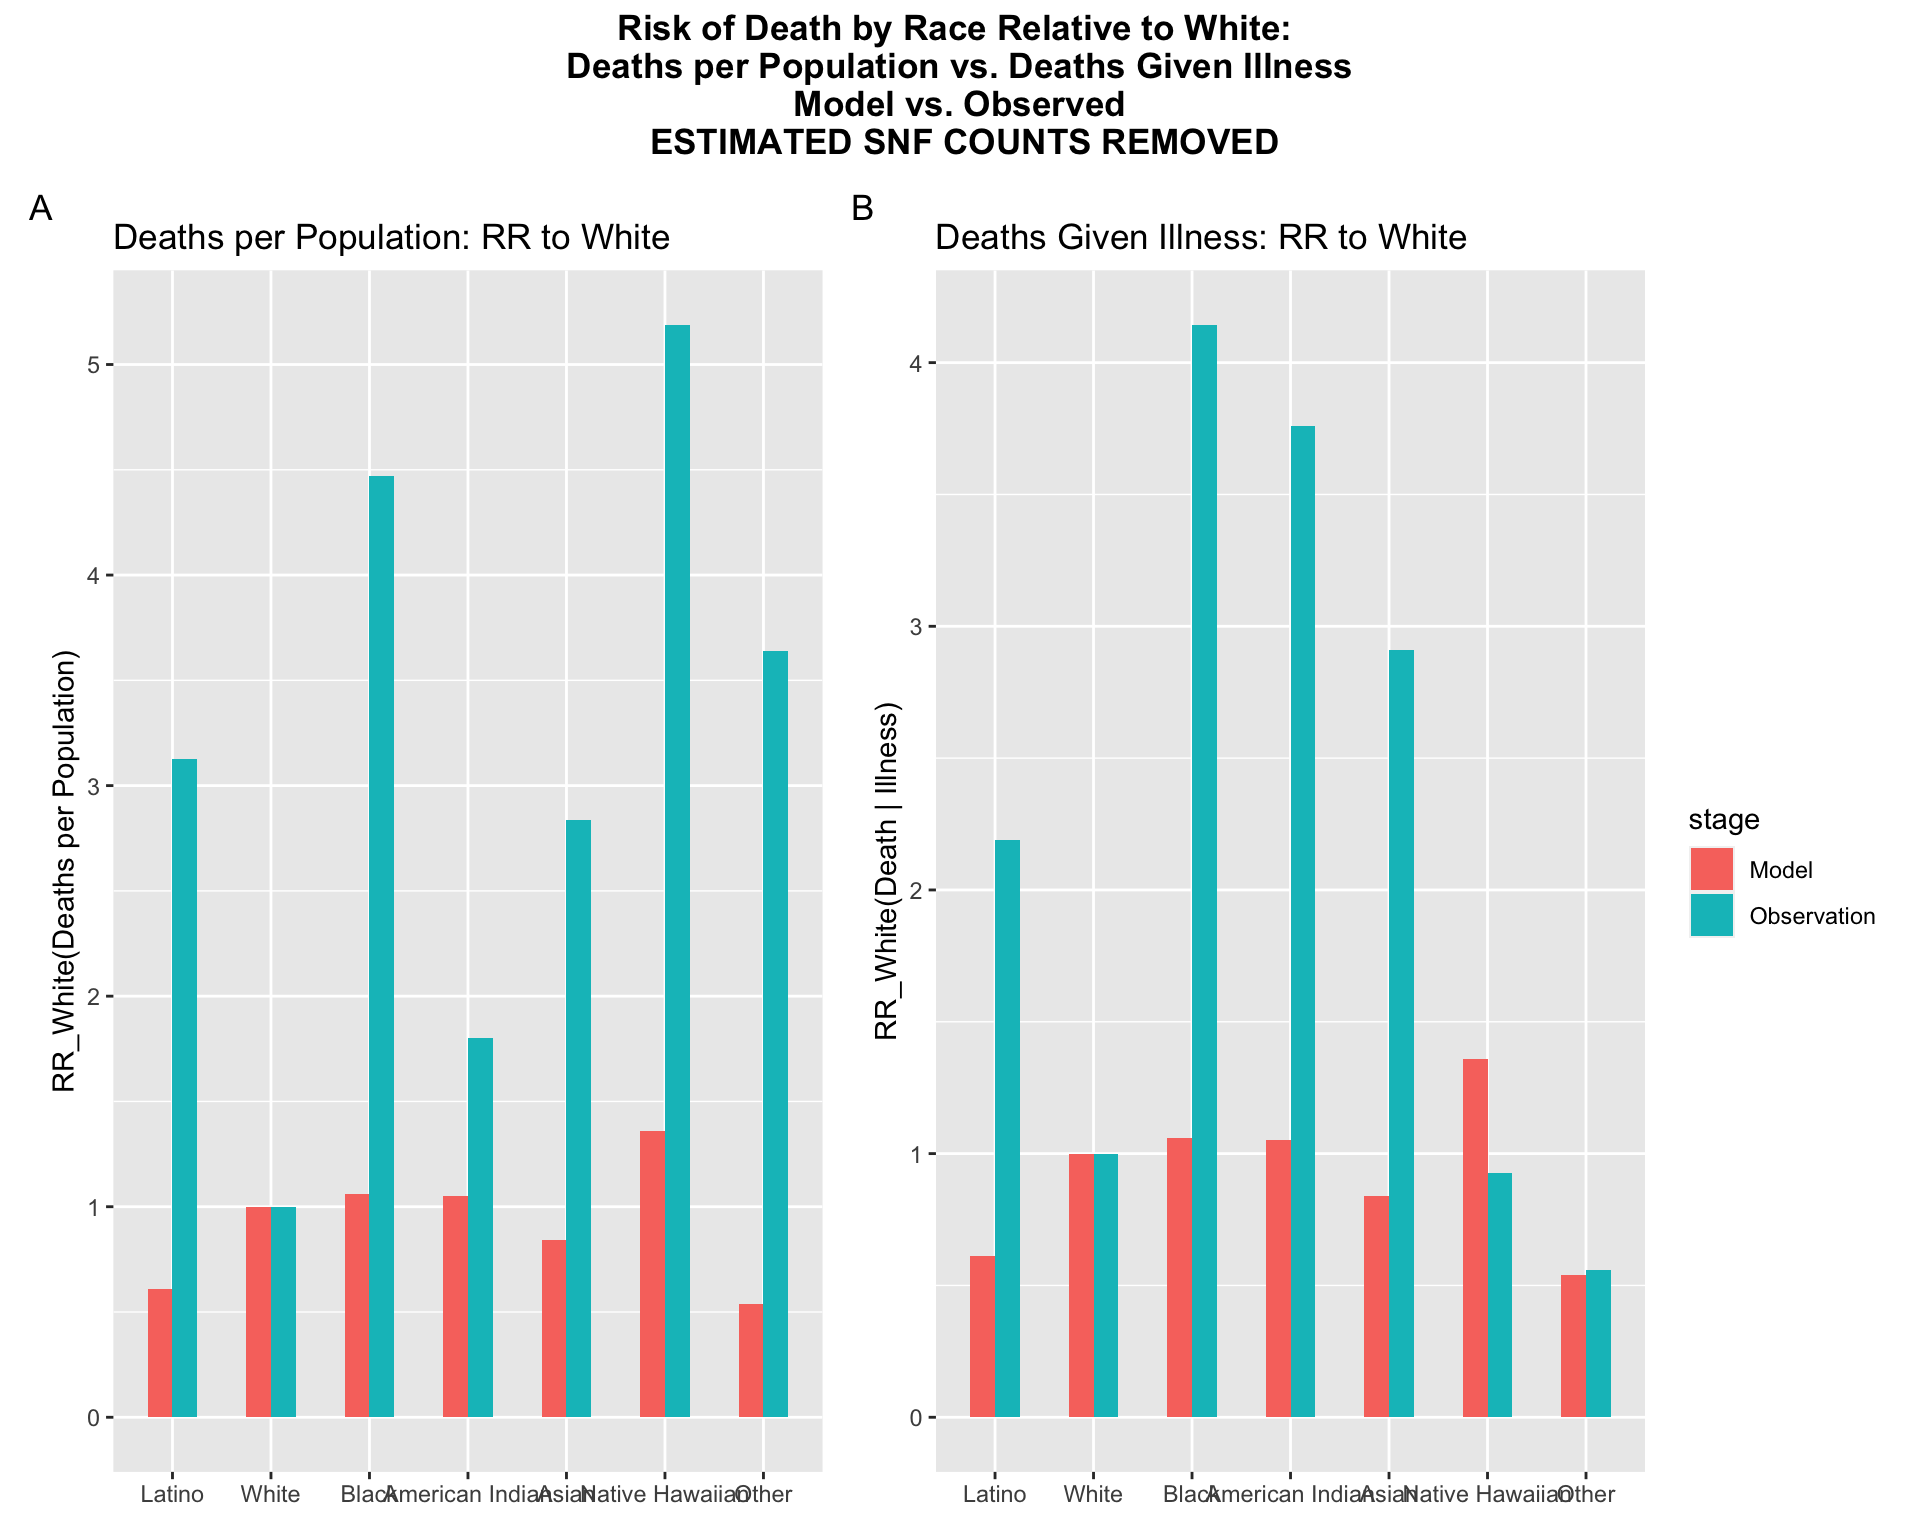 Risk of Death by Race Relative to White:
Deaths per Population vs. Deaths Given Illness
Model vs. Observed
ESTIMATED SNF COUNTS REMOVED
A
Deaths per Population: RR to White
RR_White(Deaths per Population)
5
4
3
2
1
0
Latino White Black American Indian Asian Native Hawaiian Other
B
Deaths Given Illness: RR to White
RR_White(Death | Illness)
4
3
2
1
0
Latino White Black American Indian Asian Native Hawaiian Other
stage
Model
Observation